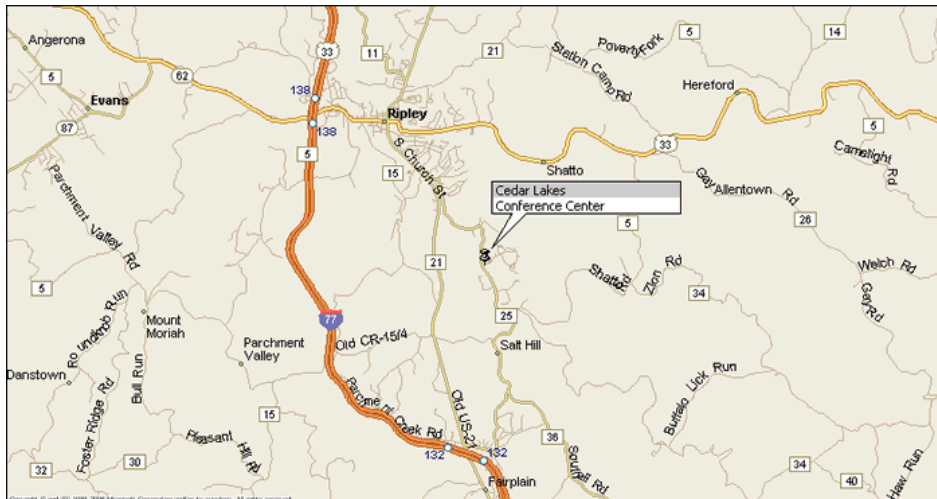 Angerona
33
11
21
Station Camp Rd
Poverty Fork
5
14
5
62
138
Hereford
Evans
87
138
Ripley
5
33
5
Camelight Rd
S Church St
15
Shatto
Gay Rd
Allentown
26
Cedar Lakes
Conference Center
Parchment Valley Rd
5
21
Shatto Rd
Zion Rd
34
Welch Rd
Gay Rd
5
Roundknob Run
Mount
Moriah
77
Old CR-15/4
25
Salt Hill
Parchment
Valley
Danstown
Foster Ridge Rd
Bull Run
Parchment Creek Rd
Old US-21
Buffalo Lick Run
15
Pleasant Hill Rd
32
30
132
132
36
34
40
Fairplain